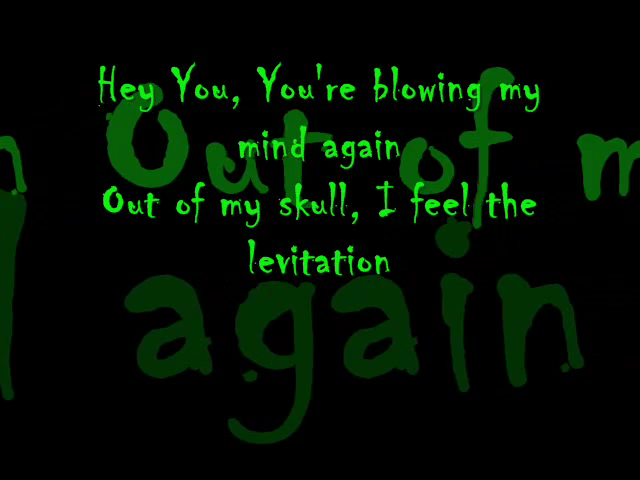 Hey You, You're blowing my
mind again
Out of my skull, I feel the
levitation
Out of m
again